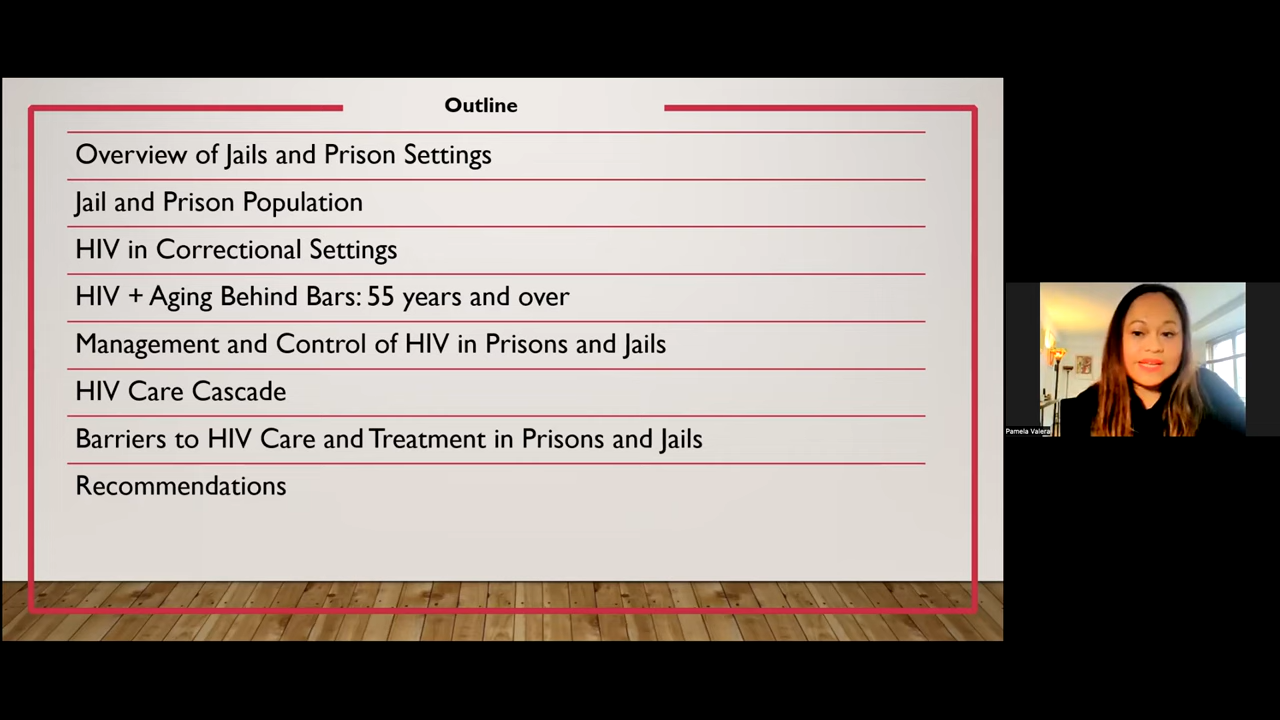 Outline
Overview of Jails and Prison Settings
Jail and Prison Population
HIV in Correctional Settings
HIV + Aging Behind Bars: 55 years and over
Management and Control of HIV in Prisons and Jails
HIV Care Cascade
Barriers to HIV Care and Treatment in Prisons and Jails
Recommendations
Pamela Valera